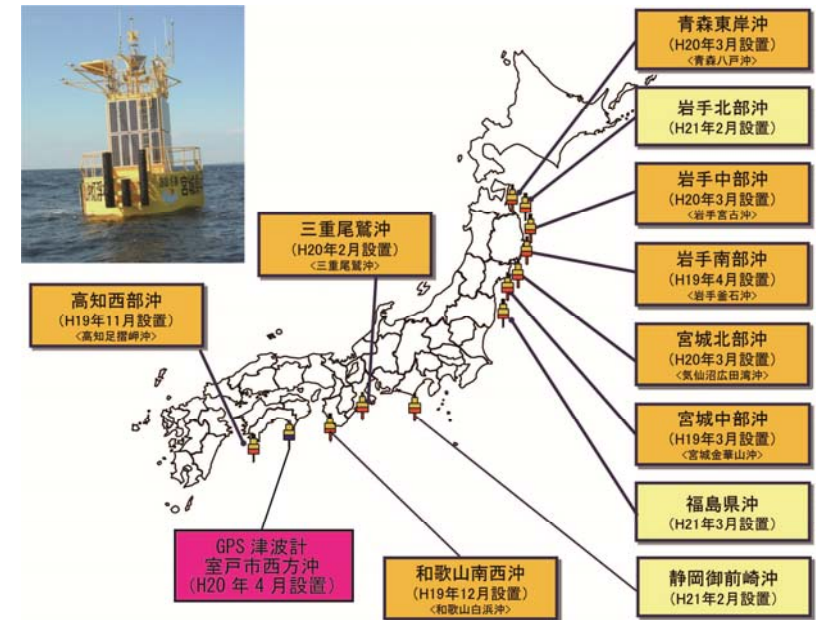 青森東岸沖
(H20年3月設置)
<青森八戸沖>
岩手北部沖
(H21年2月設置)
岩手中部沖
(H20年3月設置)
<岩手宮古沖>
岩手南部沖
(H19年4月設置)
<岩手釜石沖>
宮城北部沖
(H20年3月設置)
<気仙沼広田湾沖>
宮城中部沖
(H19年3月設置)
<宮城金華山沖>
福島県沖
(H21年3月設置)
静岡御前崎沖
(H21年2月設置)
三重尾鷲沖
(H20年2月設置)
<三重尾鷲沖>
高知西部沖
(H19年11月設置)
<高知足摺岬沖>
GPS 津波計
室戸市西方沖
(H20 年 4 月設置)
和歌山南西沖
(H19年12月設置)
<和歌山白浜沖>